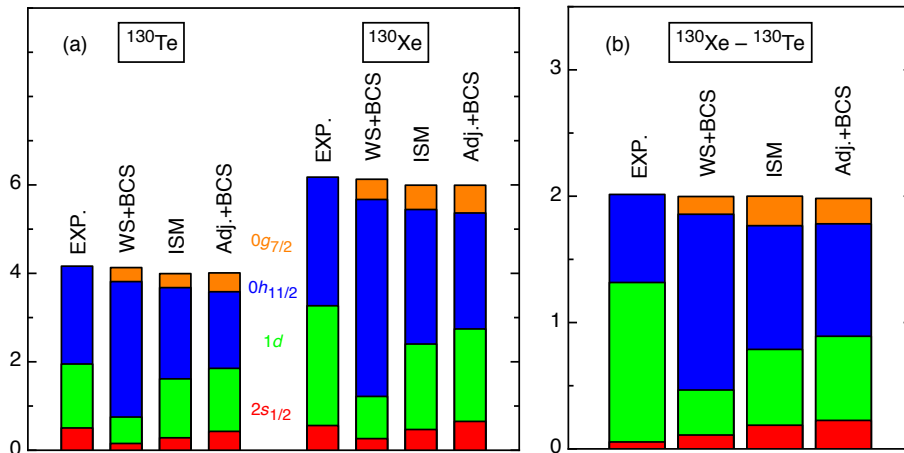 (a)
¹³⁰Te
¹³⁰Xe
EXP.
WS+BCS
ISM
Adj.+BCS
EXP.
WS+BCS
ISM
Adj.+BCS
6
4
2
0
0g₇/₂
0h₁₁/₂
1d
2s₁/₂
(b)
¹³⁰Xe – ¹³⁰Te
EXP.
WS+BCS
ISM
Adj.+BCS
3
2
1
0